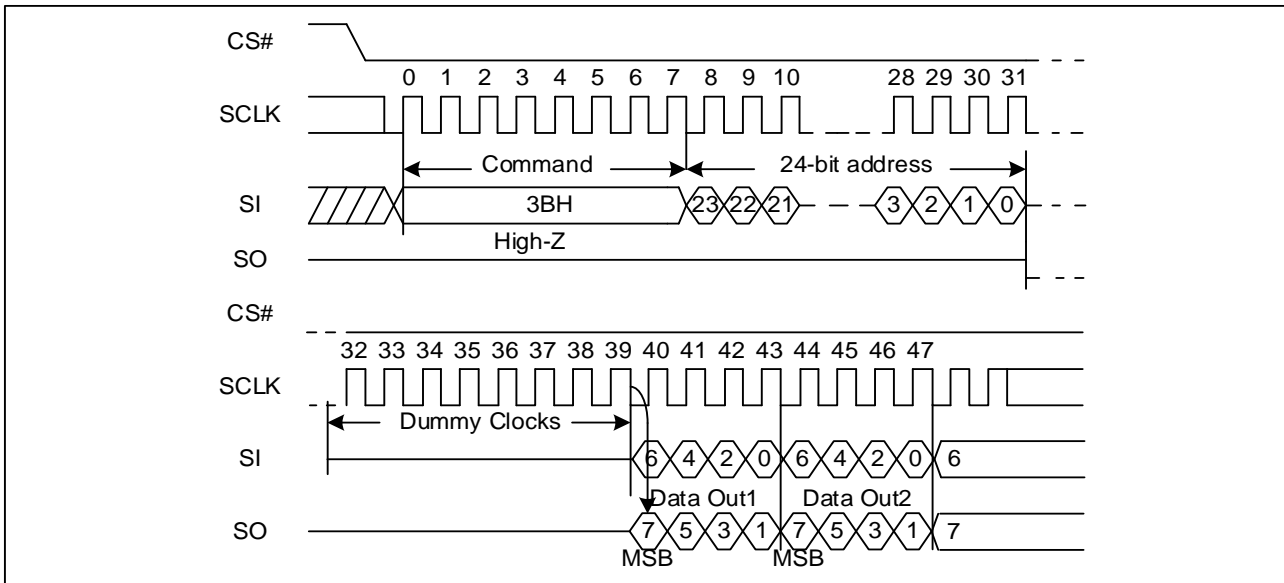 CS#
0 1 2 3 4 5 6 7 8 9 10 28 29 30 31
SCLK
Command 24-bit address
SI 3BH 23 22 21 3 2 1 0
High-Z
SO
CS#
32 33 34 35 36 37 38 39 40 41 42 43 44 45 46 47
SCLK
Dummy Clocks
SI 6 4 2 0 6 4 2 0 6
Data Out1 Data Out2
SO 7 5 3 1 7 5 3 1 7
MSB MSB